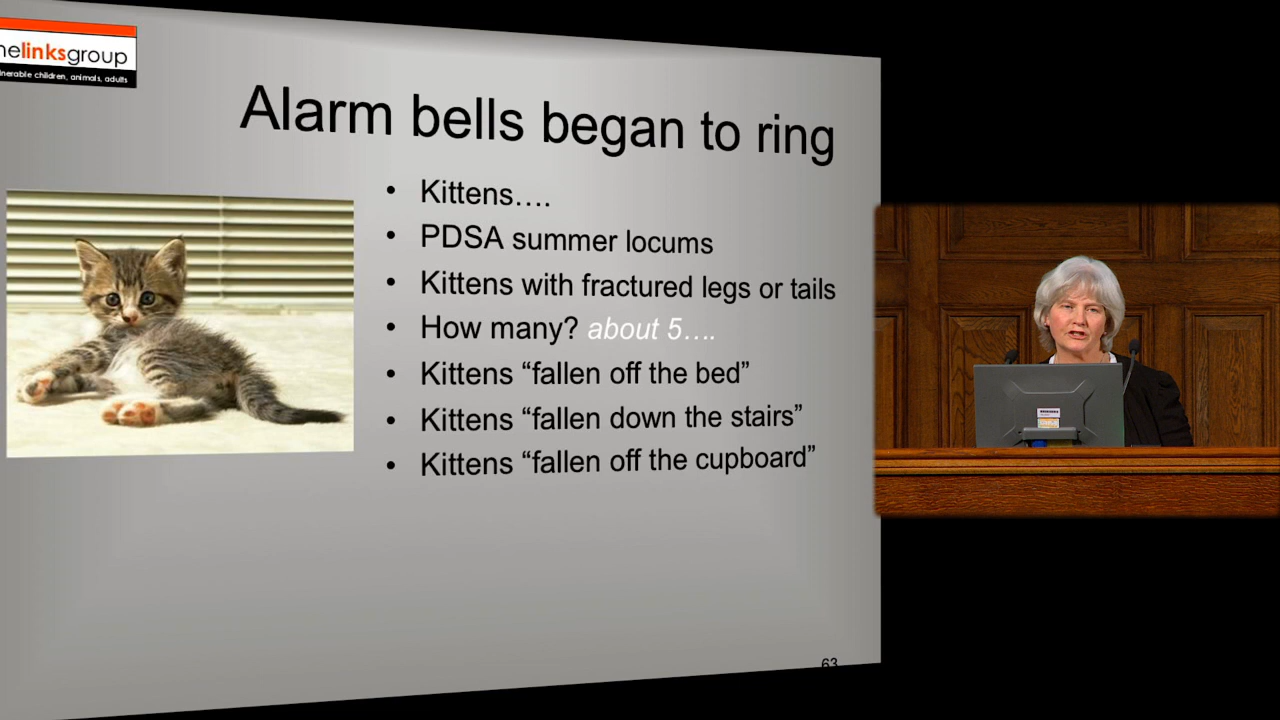 helinksgroup
nerable children, animals, adults
Alarm bells began to ring
• Kittens….
• PDSA summer locums
• Kittens with fractured legs or tails
• How many? about 5….
• Kittens “fallen off the bed”
• Kittens “fallen down the stairs”
• Kittens “fallen off the cupboard”
63